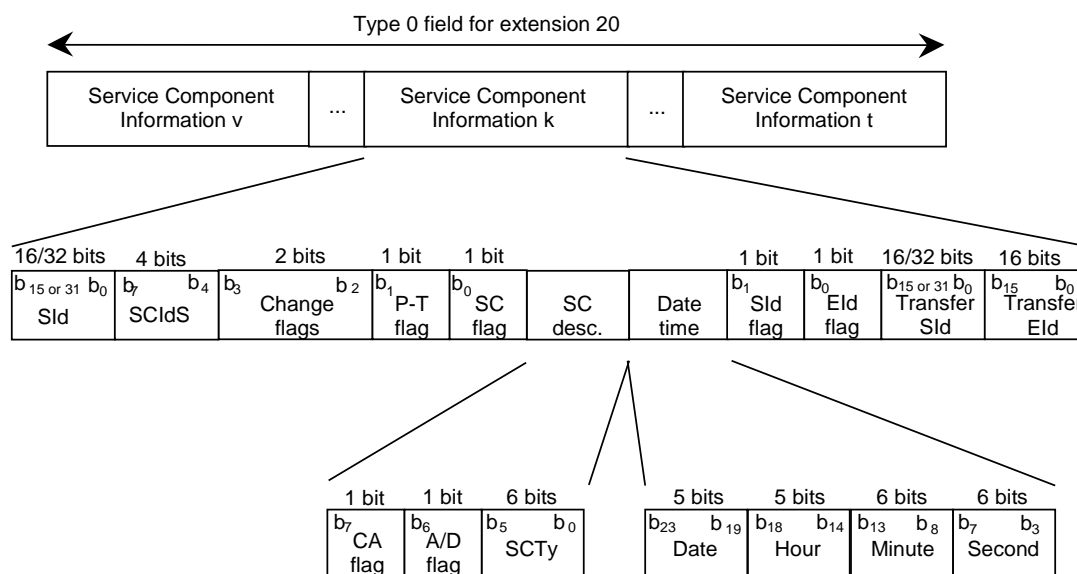 Type 0 field for extension 20
Service Component ... Service Component ... Service Component
Information v Information k Information t
16/32 bits 4 bits 2 bits 1 bit 1 bit 1 bit 1 bit 16/32 bits 16 bits
b15 or 31 b0 b7 b4 b3 b2 b1 b0 b1 b0 b15 or 31 b0 b15 b0
SId SCIdS Change flags P-T flag SC flag SC desc. Date time SId flag EId flag Transfer SId Transfer EId
1 bit 1 bit 6 bits 5 bits 5 bits 6 bits 6 bits
b7 b6 b5 b0 b23 b19 b18 b14 b13 b8 b7 b3
CA flag A/D flag SCTy Date Hour Minute Second